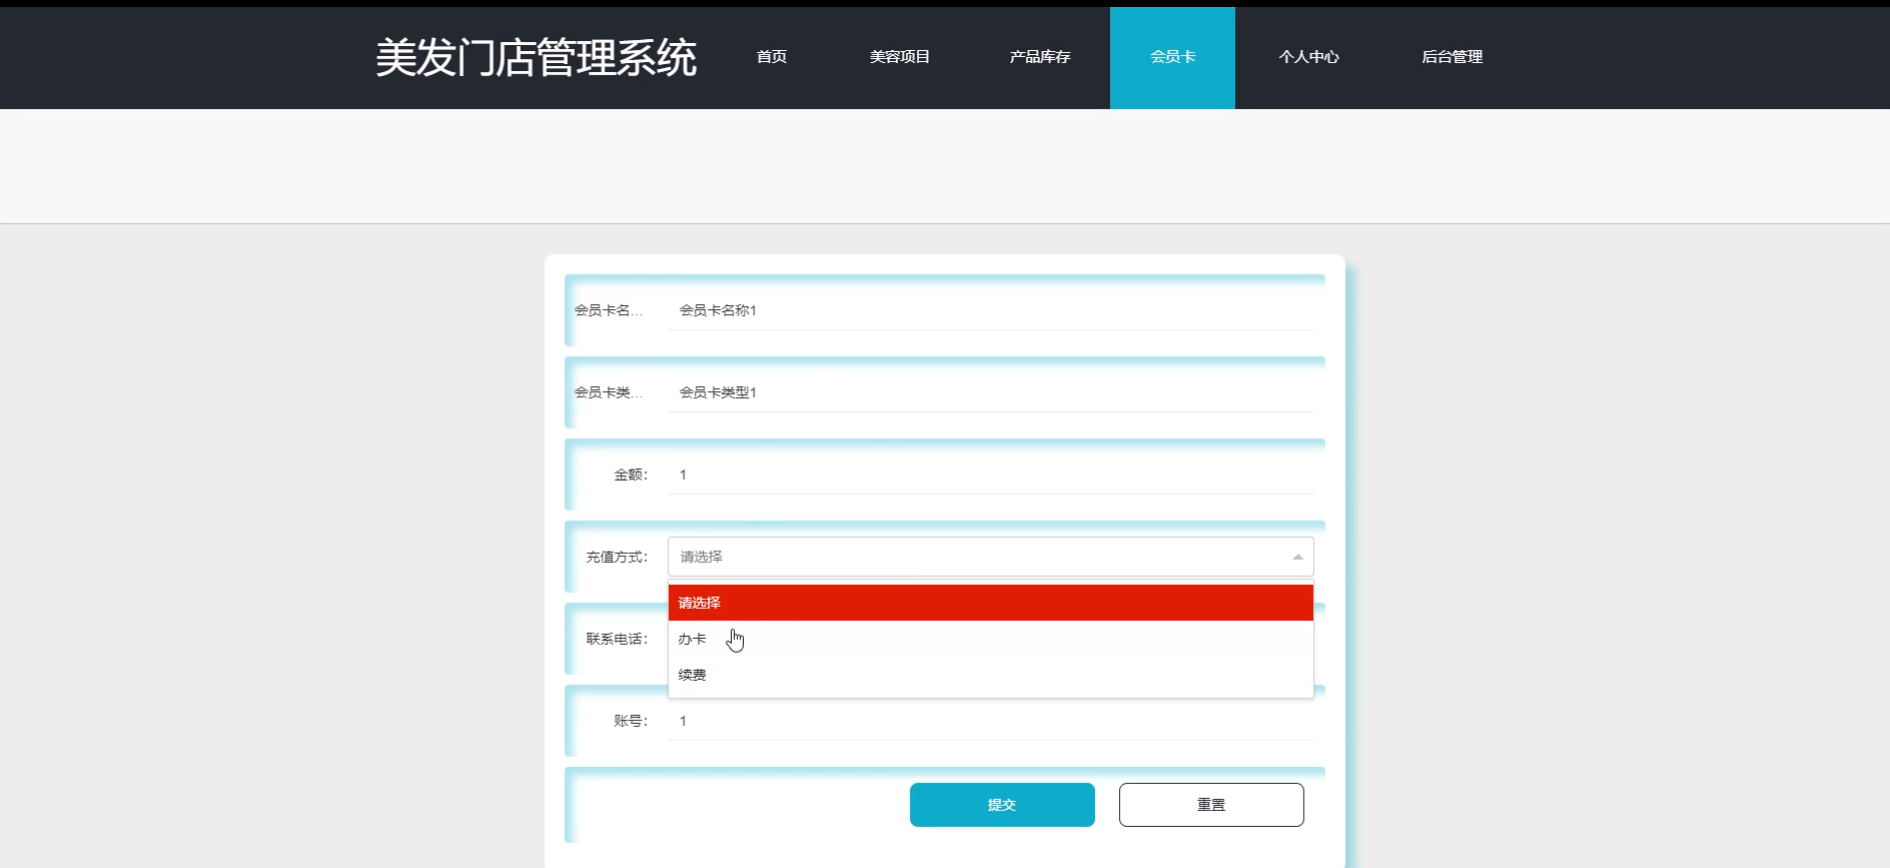 美发门店管理系统 首页 美容项目 产品库存 会员卡 个人中心 后台管理
会员卡名... 会员卡名称1
会员卡类... 会员卡类型1
金额： 1
充值方式： 请选择
请选择
联系电话： 办卡
续费
账号： 1
提交 重置